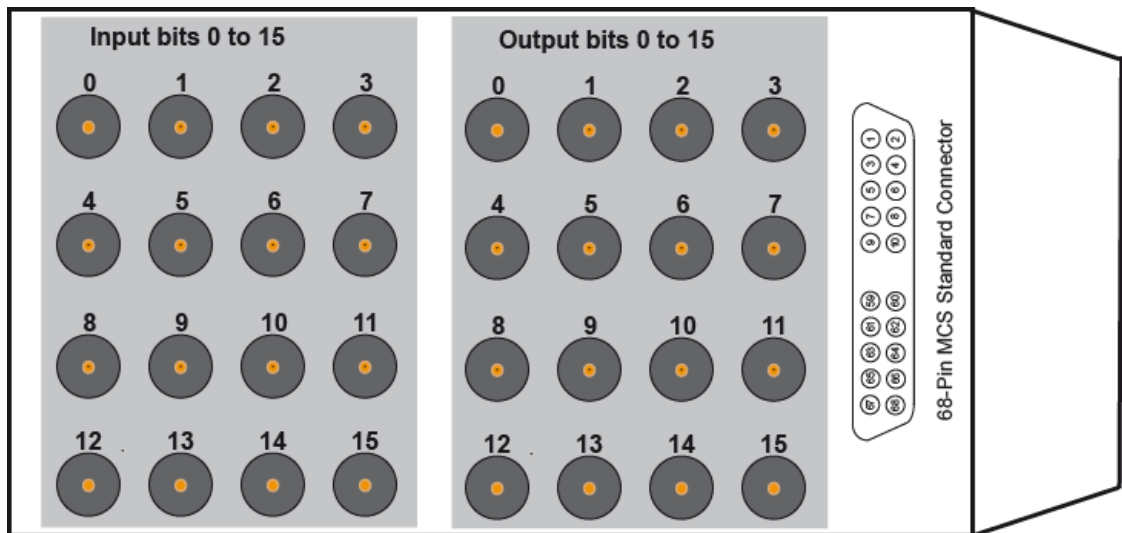 Input bits 0 to 15
0 1 2 3
4 5 6 7
8 9 10 11
12 13 14 15
Output bits 0 to 15
0 1 2 3
4 5 6 7
8 9 10 11
12 13 14 15
1 2
3 4
5 6
7 8
9 10
59 60
61 62
63 64
65 66
67 68
68-Pin MCS Standard Connector